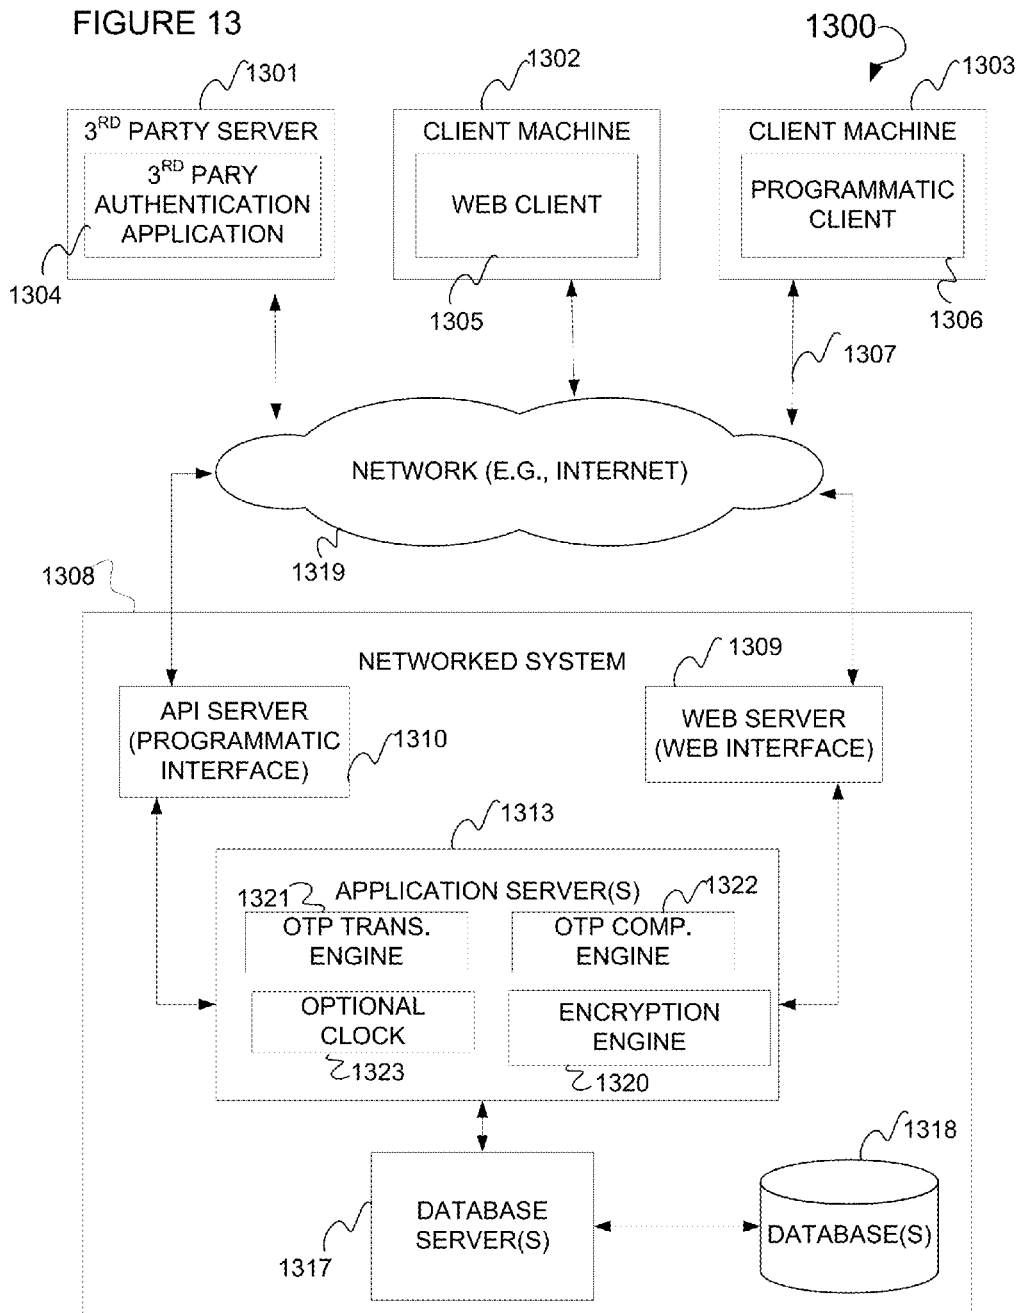 FIGURE 13
1300
1301
1302
1303
3RD PARTY SERVER
3RD PARY
AUTHENTICATION
APPLICATION
1304
CLIENT MACHINE
WEB CLIENT
1305
CLIENT MACHINE
PROGRAMMATIC
CLIENT
1306
1307
NETWORK (E.G., INTERNET)
1319
1308
NETWORKED SYSTEM
1309
API SERVER
(PROGRAMMATIC
INTERFACE)
1310
WEB SERVER
(WEB INTERFACE)
1313
APPLICATION SERVER(S)
1321
1322
OTP TRANS.
ENGINE
OTP COMP.
ENGINE
OPTIONAL
CLOCK
1323
ENCRYPTION
ENGINE
1320
1318
DATABASE
SERVER(S)
1317
DATABASE(S)